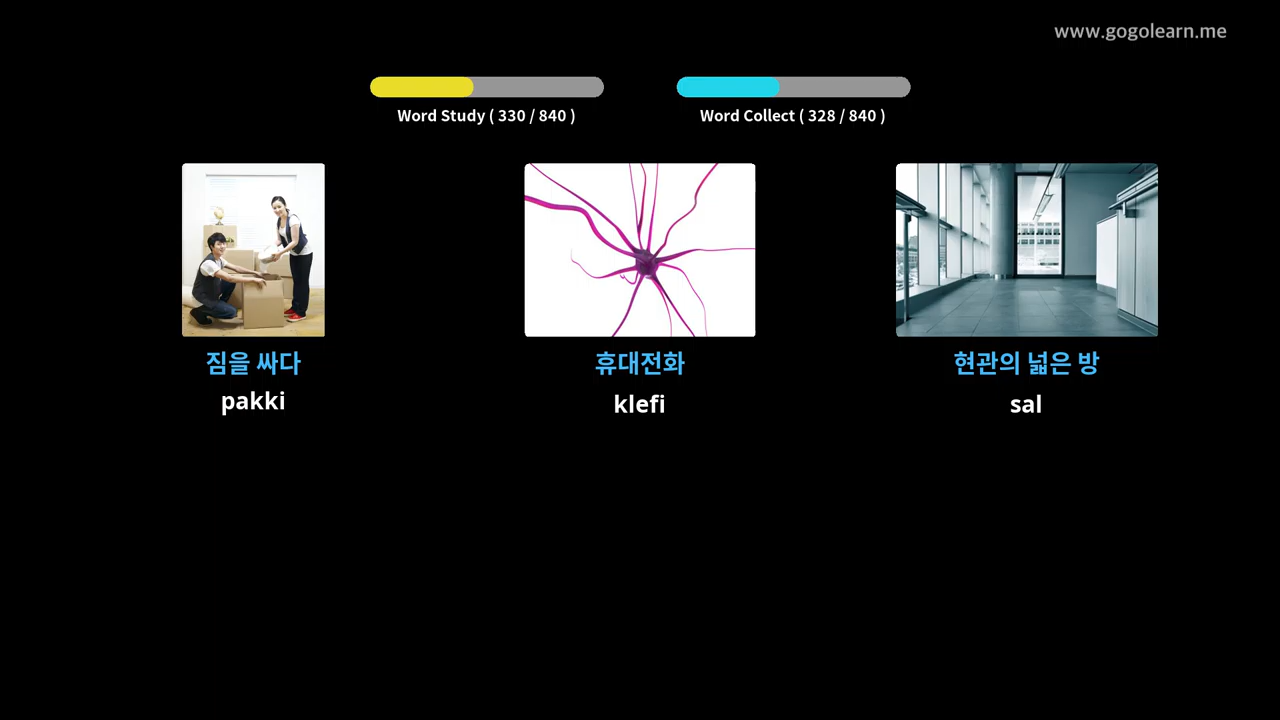 www.gogolearn.me
Word Study ( 330 / 840 )
Word Collect ( 328 / 840 )
짐을 싸다
휴대전화
현관의 넓은 방
pakki
klefi
sal